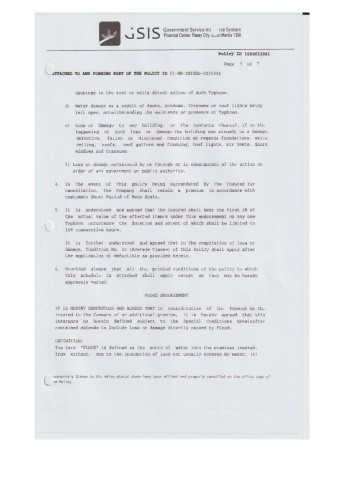 GSIS Government Service Insurance System
Financial Center, Pasay City, Metro Manila 1308
Policy ID
Page of 7
ATTACHED TO AND FORMING PART OF THE POLICY ID
openings in the roof or walls direct action of such Typhoon.
d) Water damage as a result of doors, windows, transoms or roof lights being
left open, notwithstanding the existence or presence of Typhoon.
e) Loss or damage to any building, or the contents thereof, if on the
happening of such loss or damage the building was already in a damage,
defective, fallen or displaced condition as regards foundations, walls,
ceiling, roofs, roof gutters and flashing, roof lights, air vents, doors,
windows and transoms
f) Loss or damage occasioned by or through or in consequence of the action or
order of any government or public authority.
4. In the event of this policy being surrendered by the Insured for
cancellation, the Company shall retain a premium in accordance with
customary Short Period of Rate Scale.
5. It is understood and agreed that the Insured shall bear the first 2% of
the actual value of the affected items under this endorsement on any one
Typhoon occurrence the duration and extent of which shall be limited to
168 consecutive hours.
It is further understood and agreed that in the computation of loss or
damage, Condition No. (Average Clause) of this Policy shall apply after
the application of deductible as provided herein.
6. Provided always that all the printed conditions of the policy to which
this schedule is attached shall apply except as they may be hereby
expressly varied.
FLOOD ENDORSEMENT
IT IS HEREBY UNDERSTOOD AND AGREED THAT in consideration of the Payment by the
Insured to the Company of an additional premium, it is hereby agreed that this
insurance as herein defined subject to the Special Conditions hereinafter
contained extends to include loss or damage directly caused by Flood.
DEFINITION:
The term "FLOOD" is defined as the entry of water into the premises insured,
from without, due to the inundation of land not usually covered by water. (s)
Documentary Stamps to the value stated above have been affixed and properly cancelled on the office copy of
the Policy